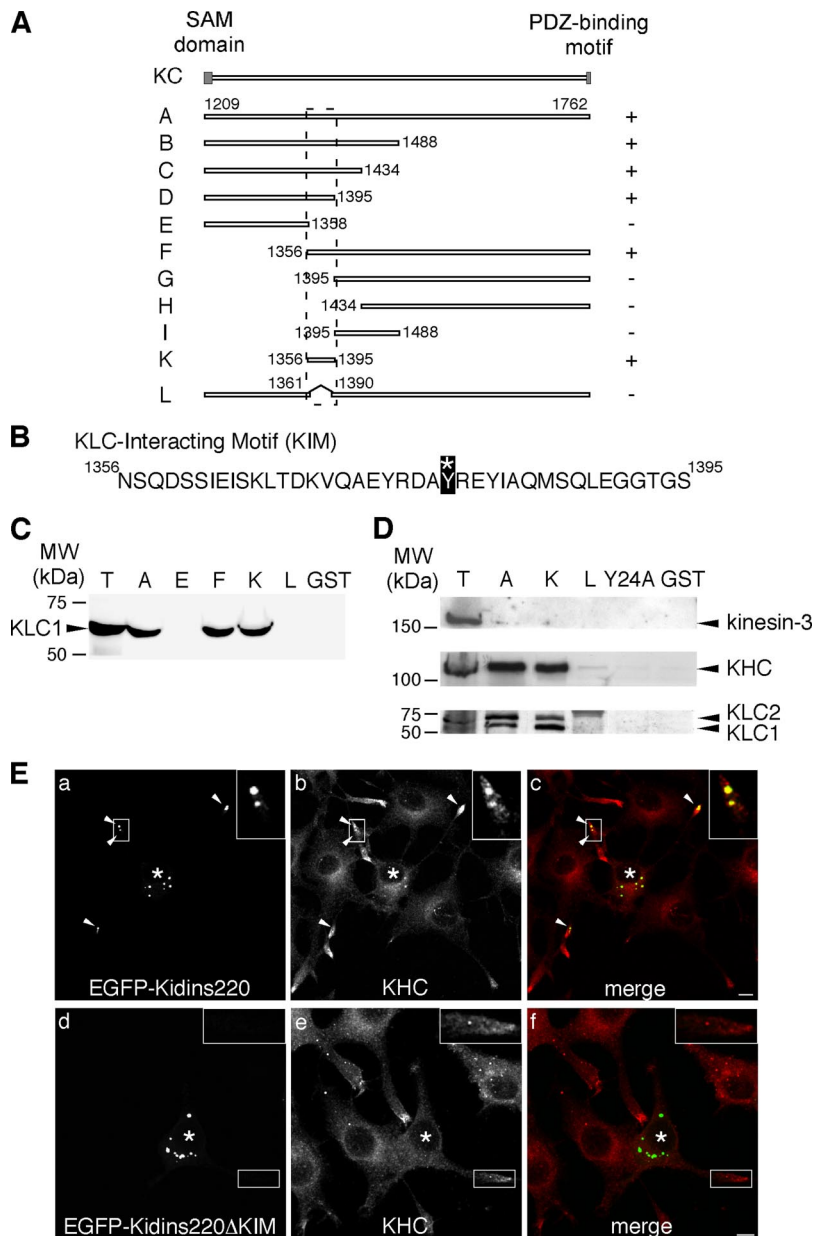 A
SAM domain
PDZ-binding motif
KC
A 1209 1762 +
B 1488 +
C 1434 +
D 1395 +
E 1358 -
F 1356 +
G 1395 -
H 1434 -
I 1395 1488 -
K 1356 1395 +
L 1361 1390 -
B
KLC-Interacting Motif (KIM)
*
1356NSQDSSIEISKLTDKVQAEYRDAYREYIAQMSQLEGGTGS1395
C
MW (kDa) T A E F K L GST
75
KLC1
50
D
MW (kDa) T A K L Y24A GST
150 kinesin-3
KHC
100
75 KLC2
50 KLC1
E
a b c
* * *
EGFP-Kidins220 KHC merge
d e f
* * *
EGFP-Kidins220ΔKIM KHC merge